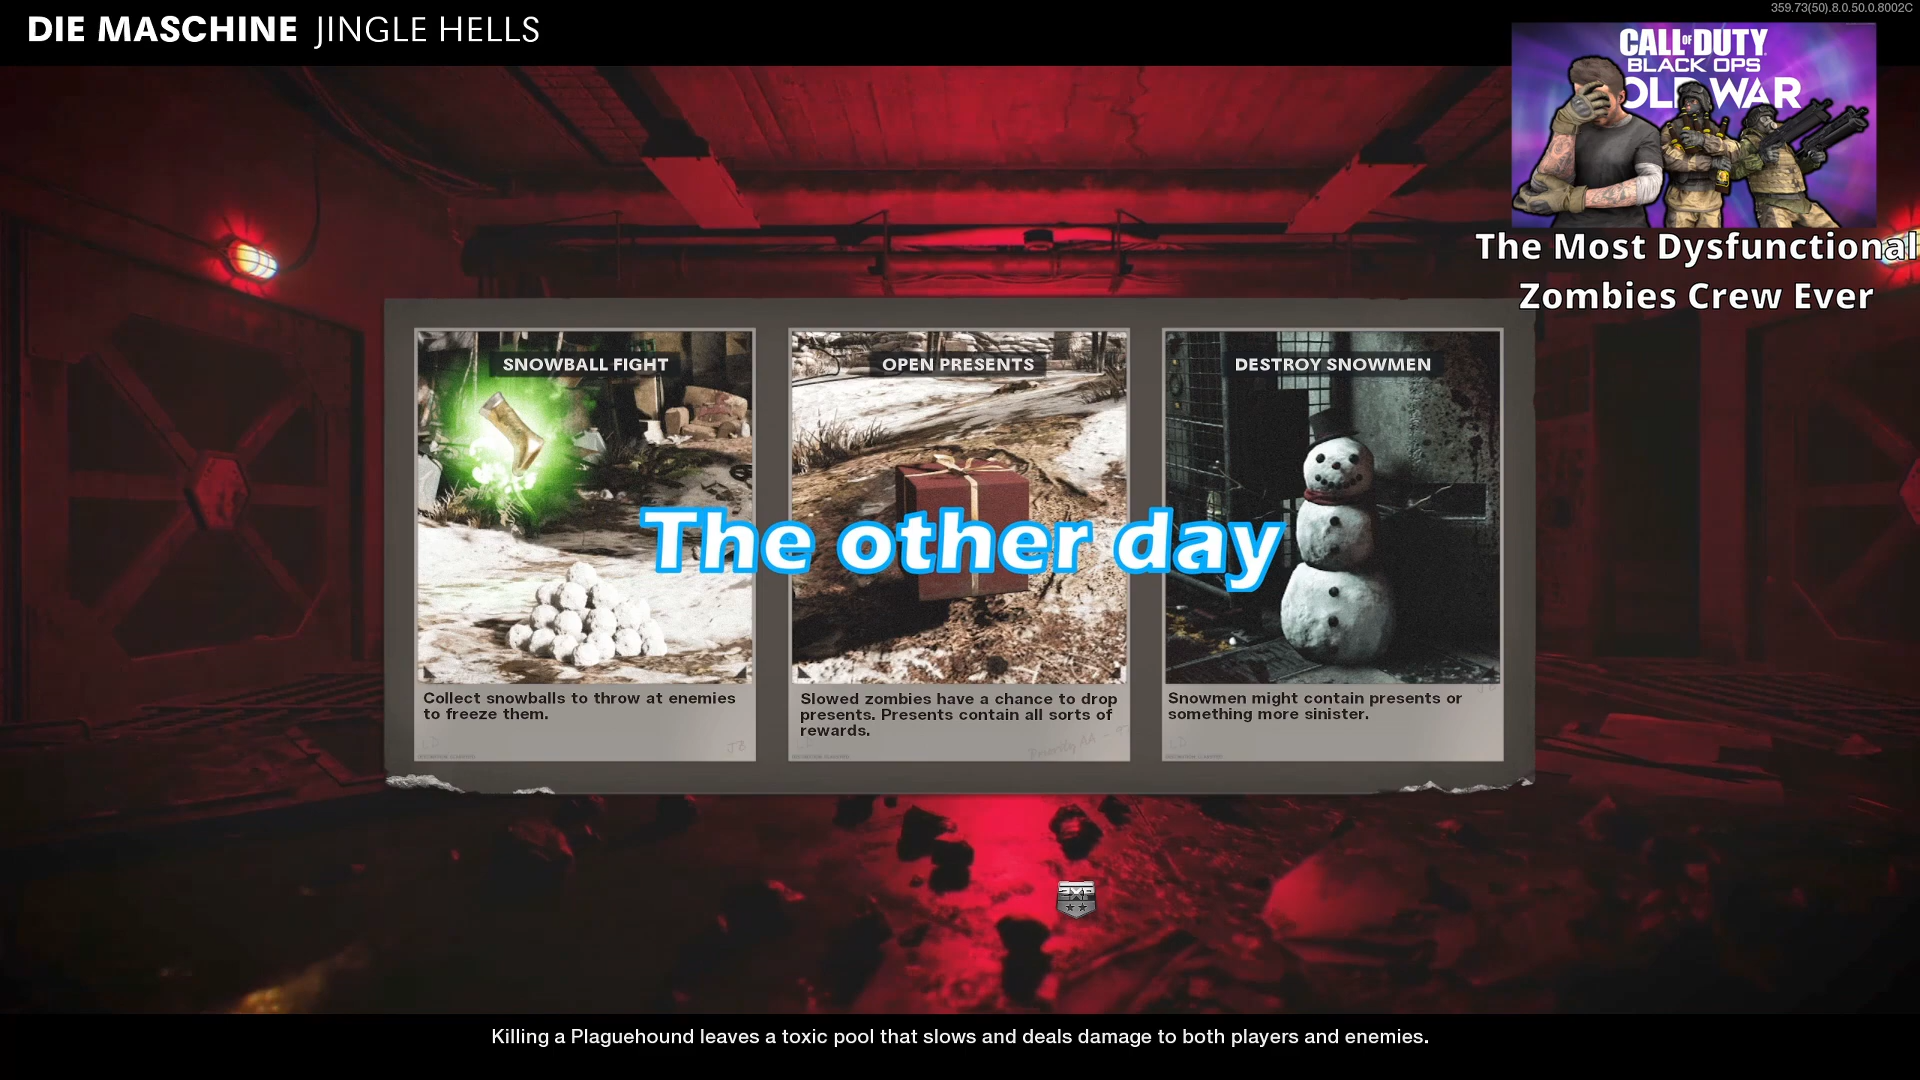 DIE MASCHINE JINGLE HELLS
359.73(50).8.0.50.0.8002C
CALL OF DUTY
BLACK OPS
OLD WAR
The Most Dysfunctional
Zombies Crew Ever
SNOWBALL FIGHT
OPEN PRESENTS
DESTROY SNOWMEN
The other day
Collect snowballs to throw at enemies
to freeze them.
Slowed zombies have a chance to drop
presents. Presents contain all sorts of
rewards.
Snowmen might contain presents or
something more sinister.
2XP
Killing a Plaguehound leaves a toxic pool that slows and deals damage to both players and enemies.